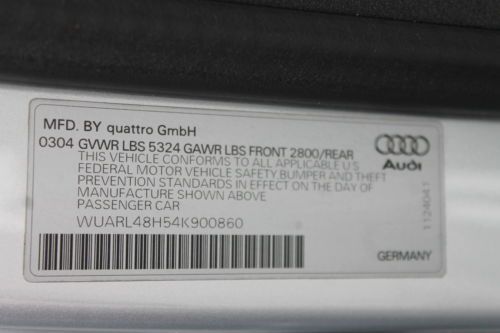 MFD. BY quattro GmbH
0304 GVWR LBS 5324 GAWR LBS FRONT 2800/REAR
THIS VEHICLE CONFORMS TO ALL APPLICABLE U.S
FEDERAL MOTOR VEHICLE SAFETY,BUMPER AND THEFT
PREVENTION STANDARDS IN EFFECT ON THE DAY OF
MANUFACTURE SHOWN ABOVE
PASSENGER CAR
WUARL48H54K900860
Audi
1124041
GERMANY